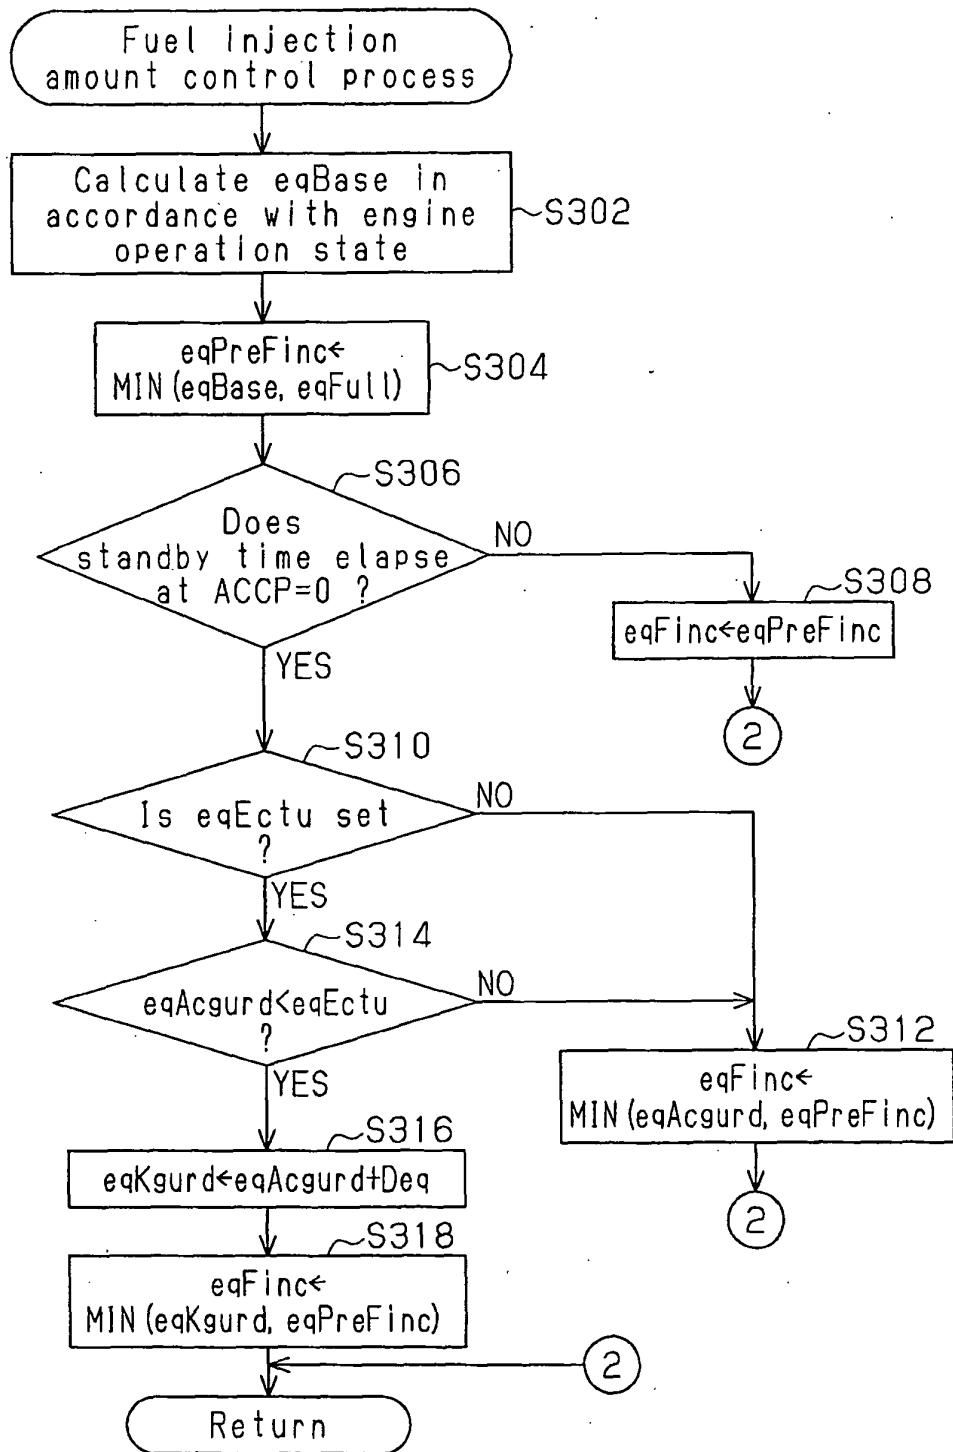 Fuel injection
amount control process
Calculate eqBase in
accordance with engine
operation state
S302
eqPreFinc←
MIN(eqBase, eqFull)
S304
S306
Does
standby time elapse
at ACCP=0 ?
NO
YES
S308
eqFinc←eqPreFinc
2
S310
Is eqEctu set
?
NO
YES
S314
eqAcgurd<eqEctu
?
NO
YES
S312
eqFinc←
MIN(eqAcgurd, eqPreFinc)
2
S316
eqKgurd←eqAcgurd+Deq
S318
eqFinc←
MIN(eqKgurd, eqPreFinc)
2
Return